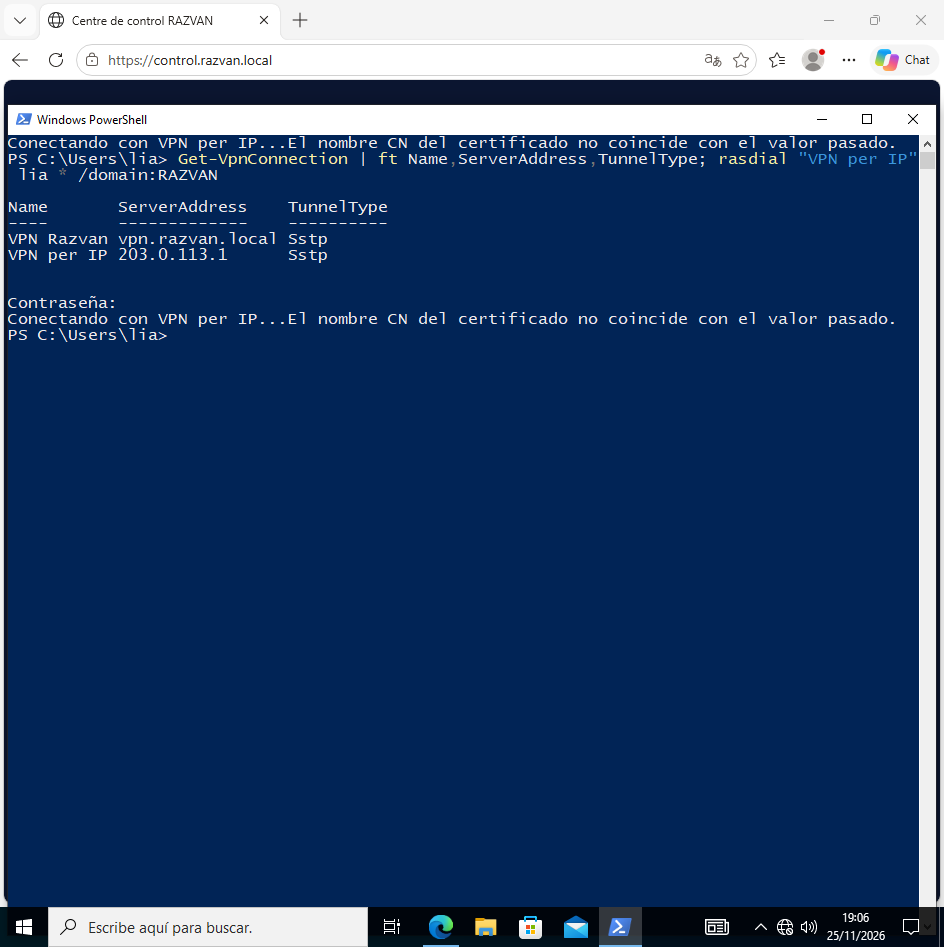 Centre de control RAZVAN
https://control.razvan.local
Chat
Windows PowerShell
Conectando con VPN per IP...El nombre CN del certificado no coincide con el valor pasado.
PS C:\Users\lia> Get-VpnConnection | ft Name,ServerAddress,TunnelType; rasdial "VPN per IP"
lia * /domain:RAZVAN
Name ServerAddress TunnelType
---- ------------- ----------
VPN Razvan vpn.razvan.local Sstp
VPN per IP 203.0.113.1 Sstp
Contraseña:
Conectando con VPN per IP...El nombre CN del certificado no coincide con el valor pasado.
PS C:\Users\lia>
Escribe aquí para buscar.
19:06
25/11/2026